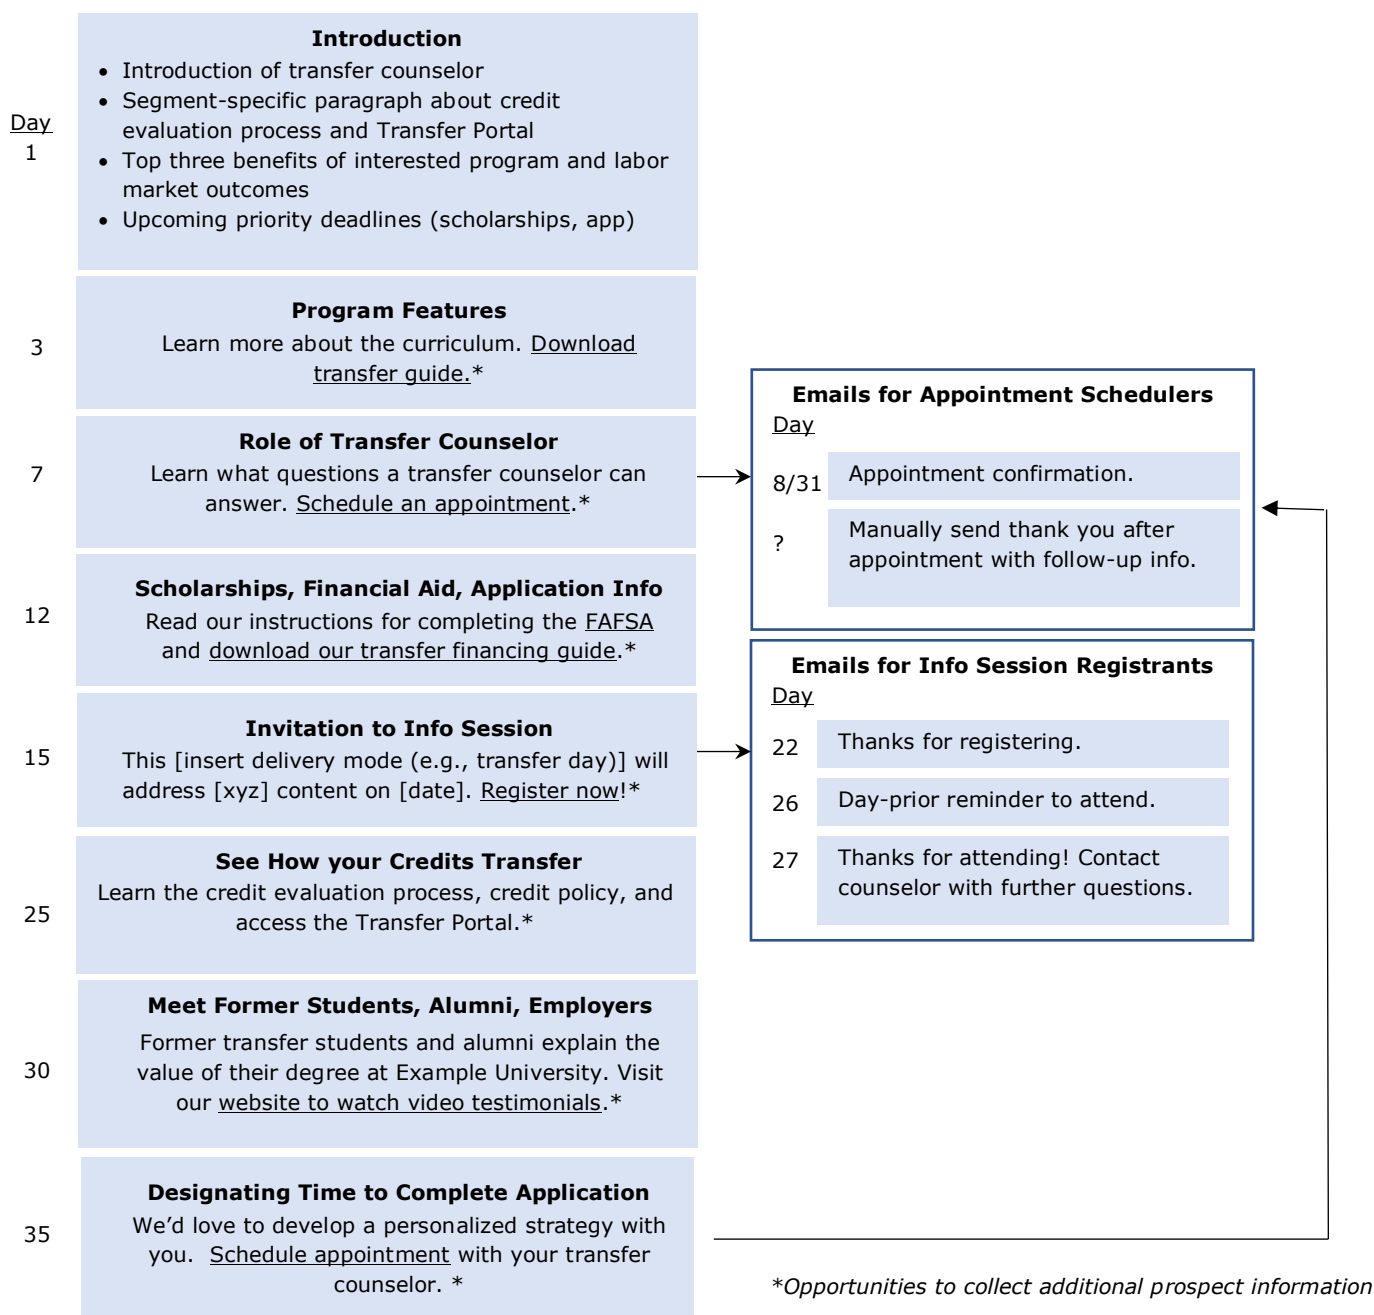 Day
1
Introduction
• Introduction of transfer counselor
• Segment-specific paragraph about credit
evaluation process and Transfer Portal
• Top three benefits of interested program and labor
market outcomes
• Upcoming priority deadlines (scholarships, app)
3
Program Features
Learn more about the curriculum. Download
transfer guide.*
7
Role of Transfer Counselor
Learn what questions a transfer counselor can
answer. Schedule an appointment.*
12
Scholarships, Financial Aid, Application Info
Read our instructions for completing the FAFSA
and download our transfer financing guide.*
15
Invitation to Info Session
This [insert delivery mode (e.g., transfer day)] will
address [xyz] content on [date]. Register now!*
25
See How your Credits Transfer
Learn the credit evaluation process, credit policy, and
access the Transfer Portal.*
30
Meet Former Students, Alumni, Employers
Former transfer students and alumni explain the
value of their degree at Example University. Visit
our website to watch video testimonials.*
35
Designating Time to Complete Application
We’d love to develop a personalized strategy with
you.  Schedule appointment with your transfer
counselor. *
Emails for Appointment Schedulers
Day
8/31
Appointment confirmation.
?
Manually send thank you after
appointment with follow-up info.
Emails for Info Session Registrants
Day
22
Thanks for registering.
26
Day-prior reminder to attend.
27
Thanks for attending! Contact
counselor with further questions.
*Opportunities to collect additional prospect information